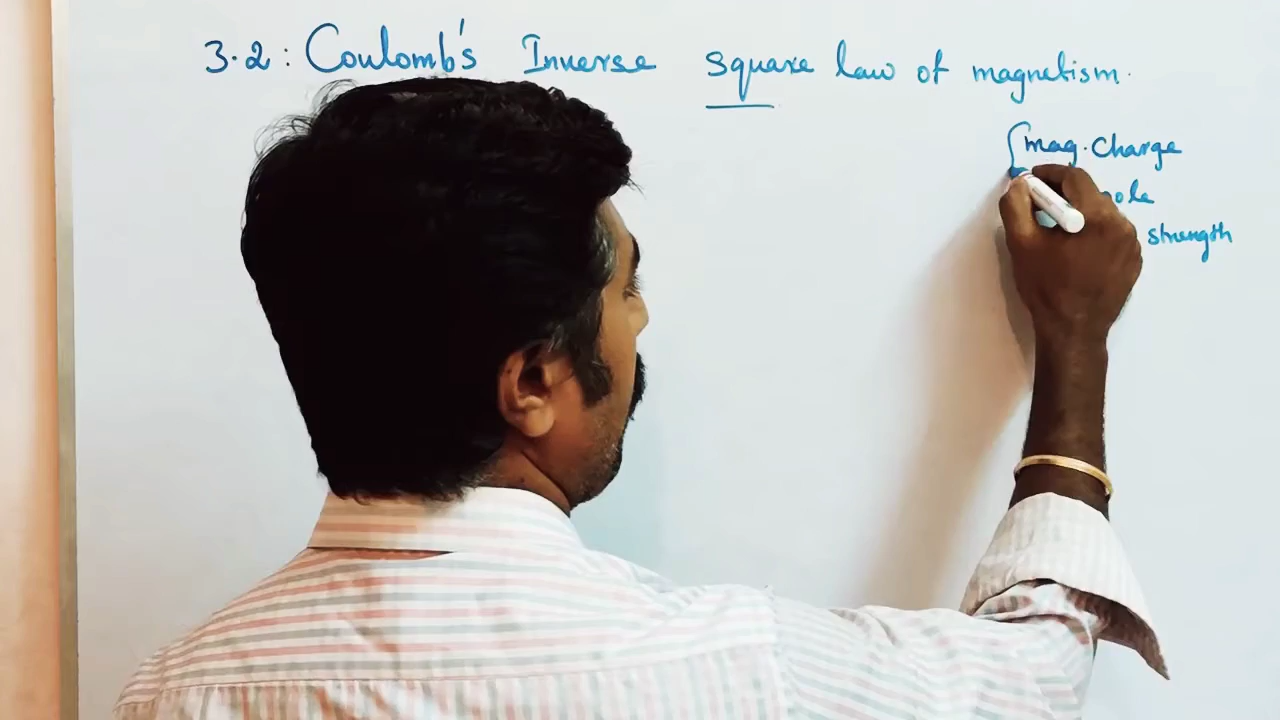 3.2: Coulomb's Inverse square law of magnetism.
mag. Charge
pole
strength